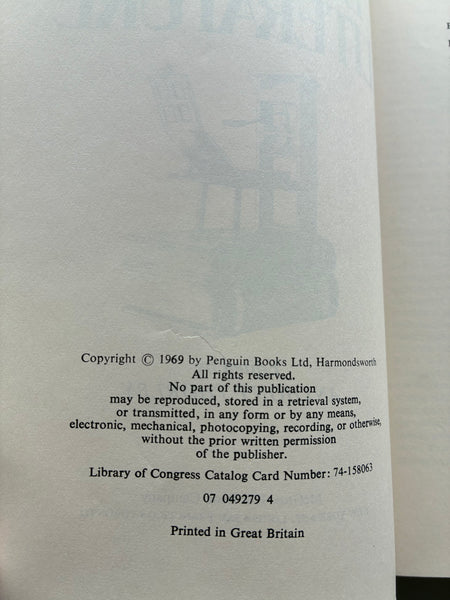 Copyright © 1969 by Penguin Books Ltd, Harmondsworth
All rights reserved.
No part of this publication
may be reproduced, stored in a retrieval system,
or transmitted, in any form or by any means,
electronic, mechanical, photocopying, recording, or otherwise,
without the prior written permission
of the publisher.
Library of Congress Catalog Card Number: 74-158063
07 049279 4
Printed in Great Britain